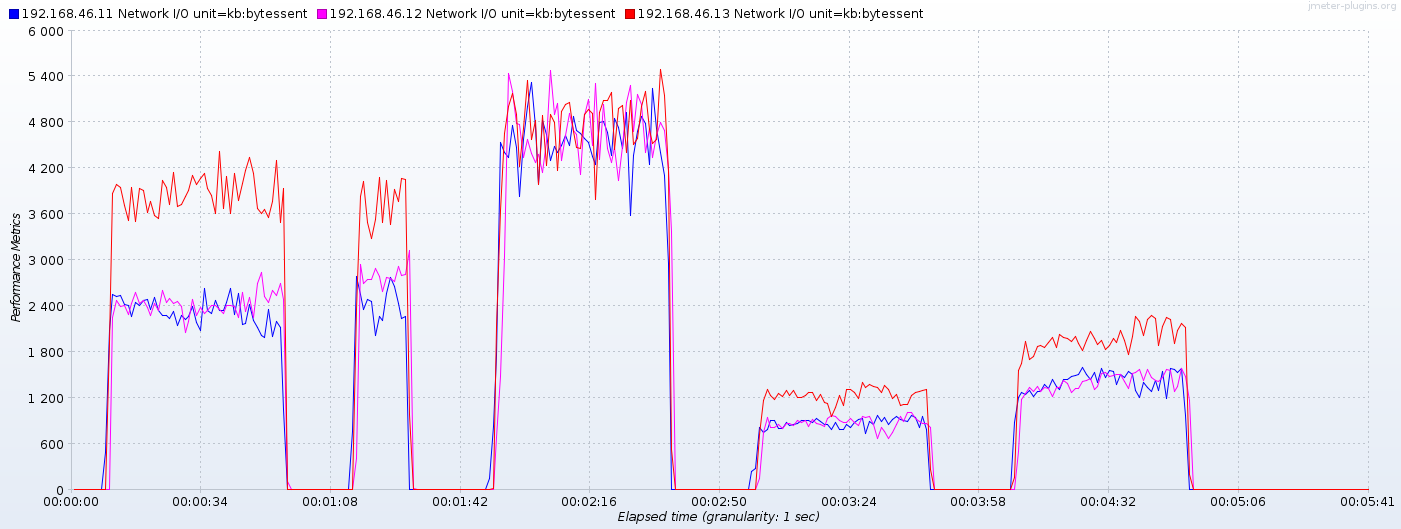 192.168.46.11 Network I/O unit=kb:bytessent 192.168.46.12 Network I/O unit=kb:bytessent 192.168.46.13 Network I/O unit=kb:bytessent
jmeter-plugins.org
6 000
5 400
4 800
4 200
3 600
3 000
2 400
1 800
1 200
600
0
Performance Metrics
00:00:00 00:00:34 00:01:08 00:01:42 00:02:16 00:02:50 00:03:24 00:03:58 00:04:32 00:05:06 00:05:41
Elapsed time (granularity: 1 sec)